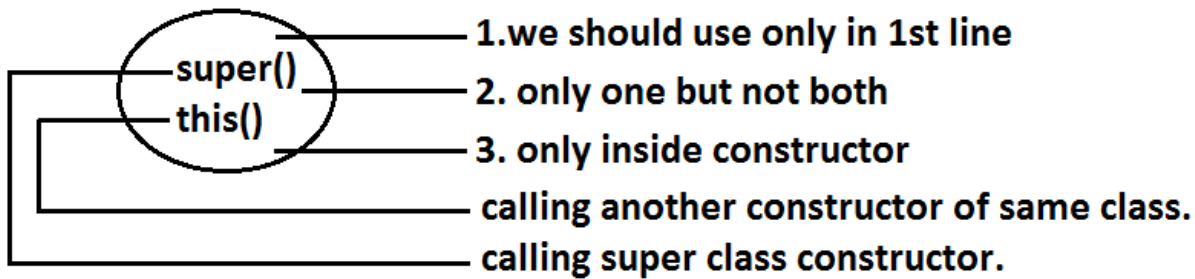 1.we should use only in 1st line
super()
2. only one but not both
this()
3. only inside constructor
calling another constructor of same class.
calling super class constructor.